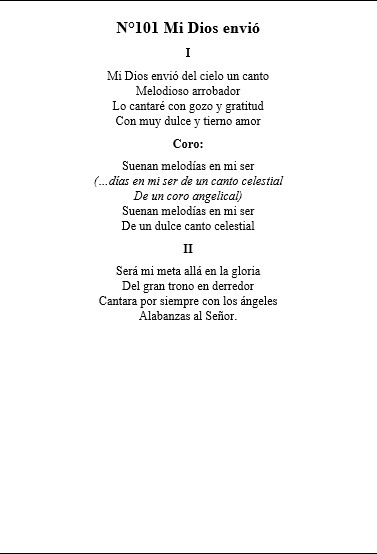 N°101 Mi Dios envió
I
Mi Dios envió del cielo un canto
Melodioso arrobador
Lo cantaré con gozo y gratitud
Con muy dulce y tierno amor
Coro:
Suenan melodías en mi ser
(...días en mi ser de un canto celestial
De un coro angelical)
Suenan melodías en mi ser
De un dulce canto celestial
II
Será mi meta allá en la gloria
Del gran trono en derredor
Cantara por siempre con los ángeles
Alabanzas al Señor.